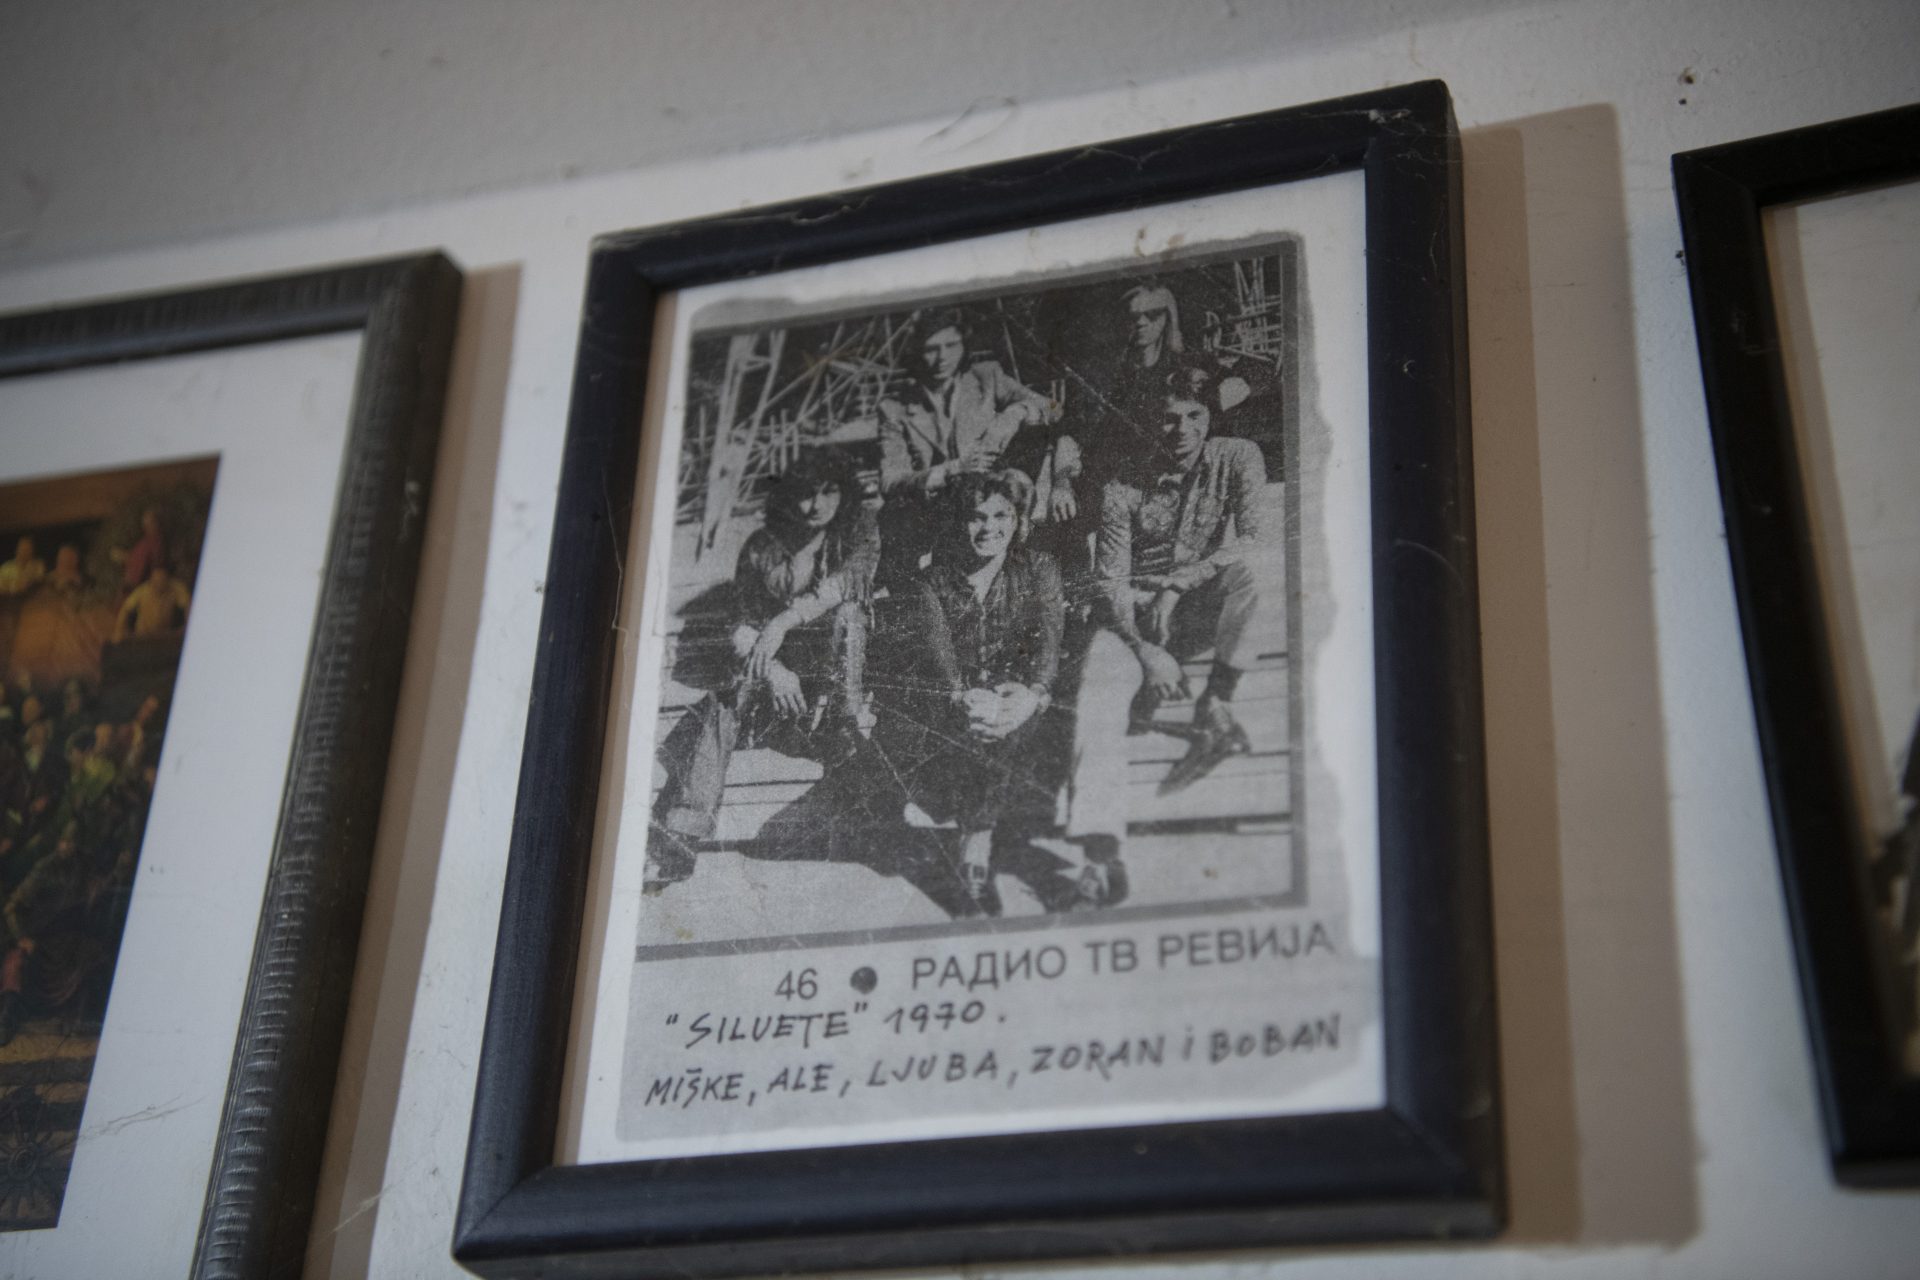 46 ● РАДИО ТВ РЕВИЈА
"SILUETE" 1970.
MIŠKE, ALE, LJUBA, ZORAN i BOBAN